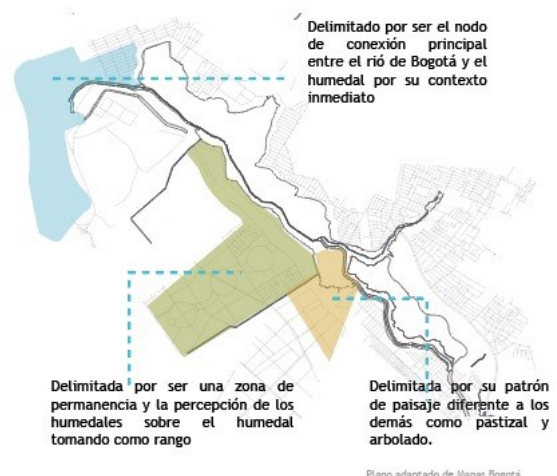 Delimitado por ser el nodo
de conexión principal
entre el rió de Bogotá y el
humedal por su contexto
inmediato
Delimitada por ser una zona de
permanencia y la percepción de los
humedales sobre el humedal
tomando como rango
Delimitada por su patrón
de paisaje diferente a los
demás como pastizal y
arbolado.
Plano adaptado de Mapas Bogotá